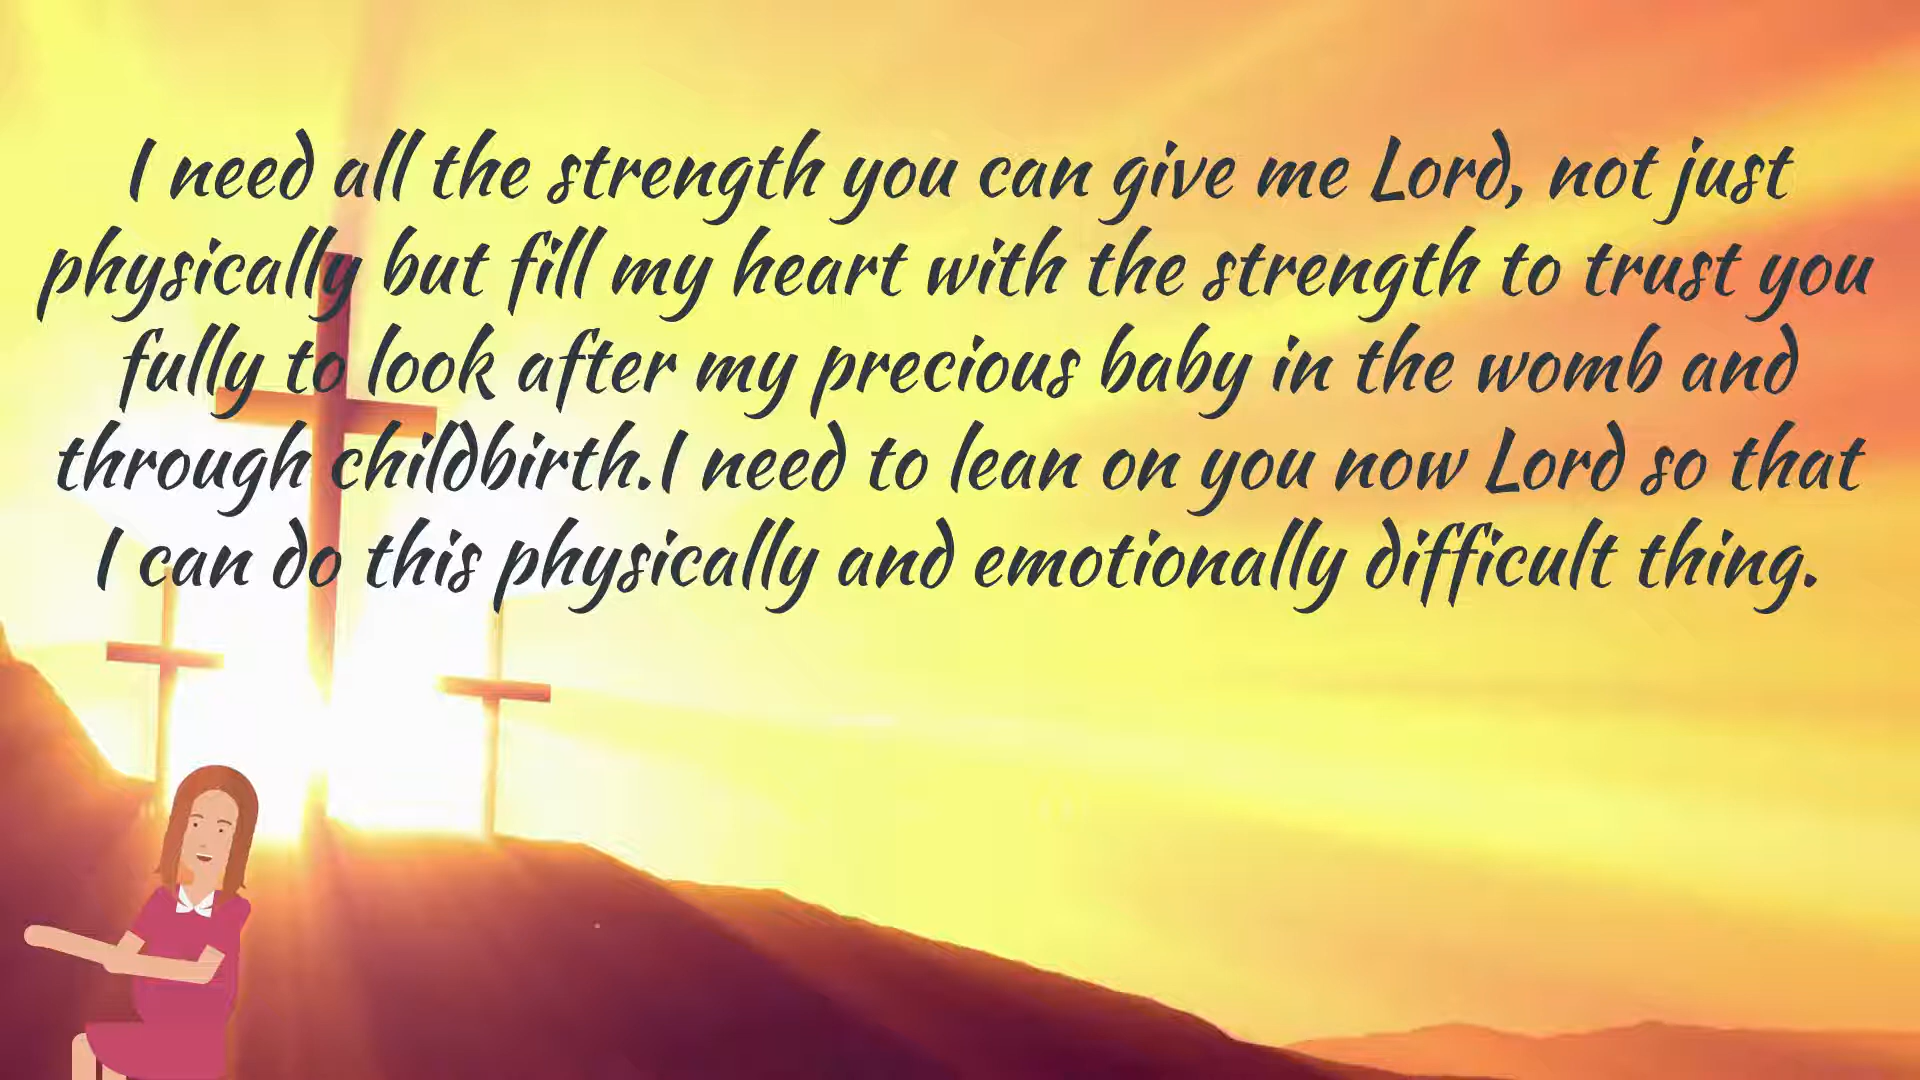 I need all the strength you can give me Lord, not just
physically but fill my heart with the strength to trust you
fully to look after my precious baby in the womb and
through childbirth.I need to lean on you now Lord so that
I can do this physically and emotionally difficult thing.